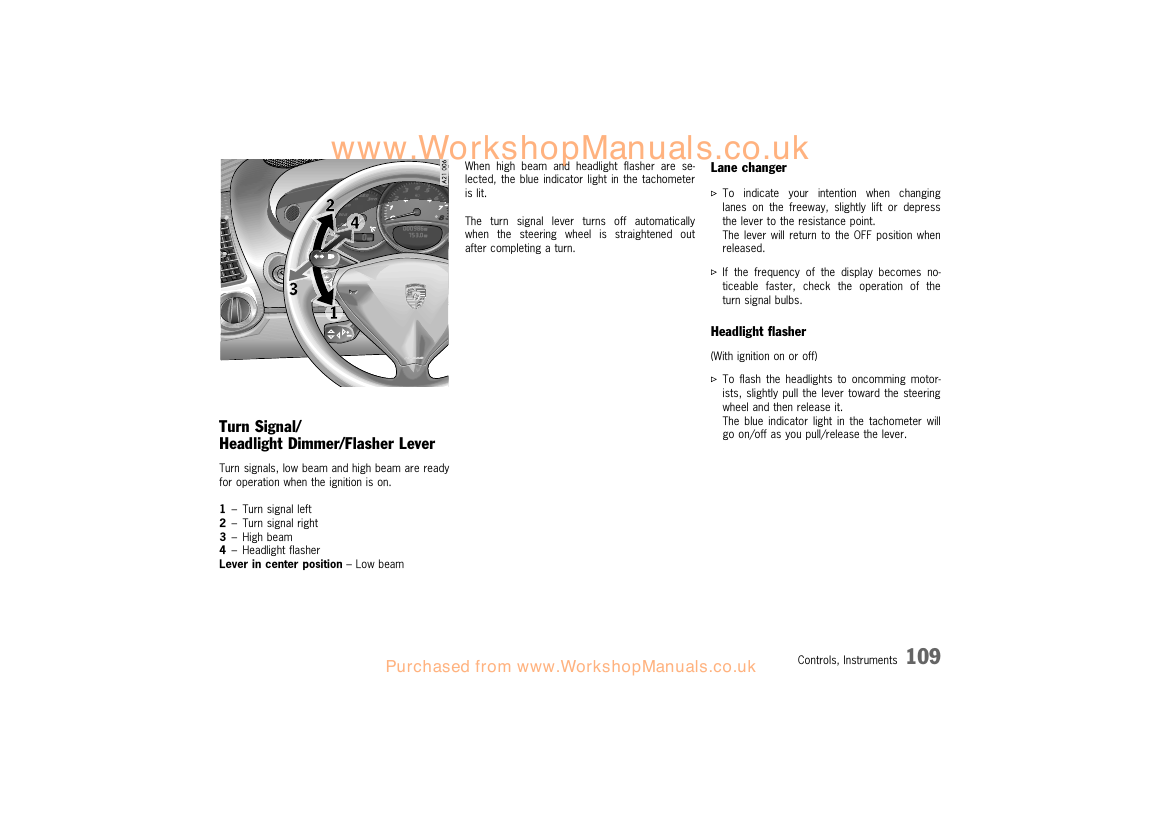 www.WorkshopManuals.co.uk
A21 006
2
4
3
1
Turn Signal/
Headlight Dimmer/Flasher Lever
Turn signals, low beam and high beam are ready
for operation when the ignition is on.
1 – Turn signal left
2 – Turn signal right
3 – High beam
4 – Headlight flasher
Lever in center position – Low beam
When high beam and headlight flasher are se-
lected, the blue indicator light in the tachometer
is lit.
The turn signal lever turns off automatically
when the steering wheel is straightened out
after completing a turn.
Lane changer
▷ To indicate your intention when changing
lanes on the freeway, slightly lift or depress
the lever to the resistance point.
The lever will return to the OFF position when
released.
▷ If the frequency of the display becomes no-
ticeable faster, check the operation of the
turn signal bulbs.
Headlight flasher
(With ignition on or off)
▷ To flash the headlights to oncomming motor-
ists, slightly pull the lever toward the steering
wheel and then release it.
The blue indicator light in the tachometer will
go on/off as you pull/release the lever.
Controls, Instruments 109
Purchased from www.WorkshopManuals.co.uk